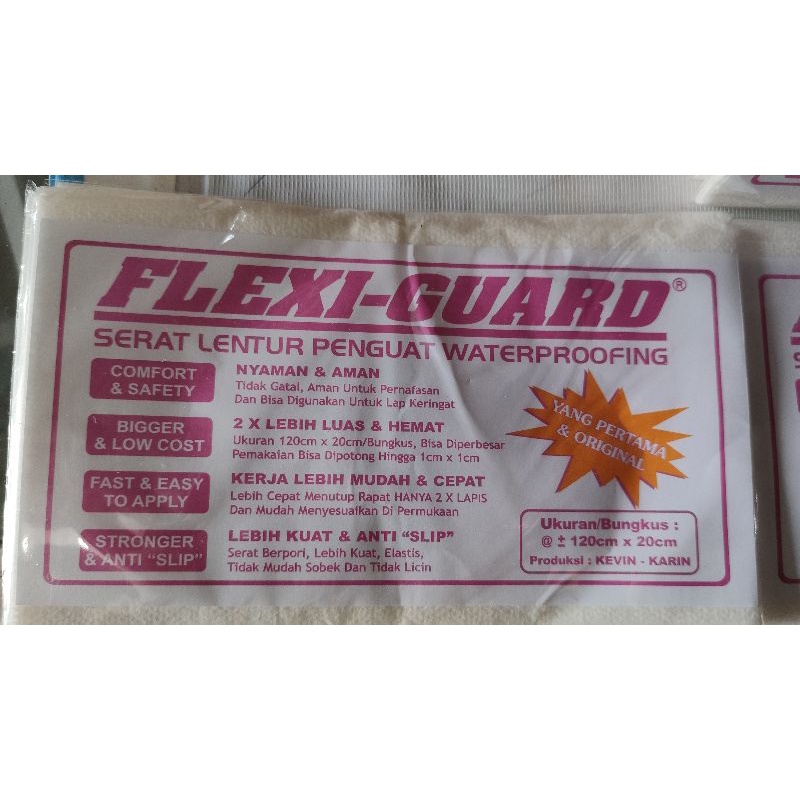 FLEXI-GUARD®
SERAT LENTUR PENGUAT WATERPROOFING
COMFORT
& SAFETY
NYAMAN & AMAN
Tidak Gatal, Aman Untuk Pernafasan
Dan Bisa Digunakan Untuk Lap Keringat
BIGGER
& LOW COST
2 X LEBIH LUAS & HEMAT
Ukuran 120cm x 20cm/Bungkus, Bisa Diperbesar
Pemakaian Bisa Dipotong Hingga 1cm x 1cm
FAST & EASY
TO APPLY
KERJA LEBIH MUDAH & CEPAT
Lebih Cepat Menutup Rapat HANYA 2 X LAPIS
Dan Mudah Menyesuaikan Di Permukaan
STRONGER
& ANTI "SLIP"
LEBIH KUAT & ANTI "SLIP"
Serat Berpori, Lebih Kuat, Elastis,
Tidak Mudah Sobek Dan Tidak Licin
YANG PERTAMA
& ORIGINAL
Ukuran/Bungkus :
@ ± 120cm x 20cm
Produksi : KEVIN - KARIN